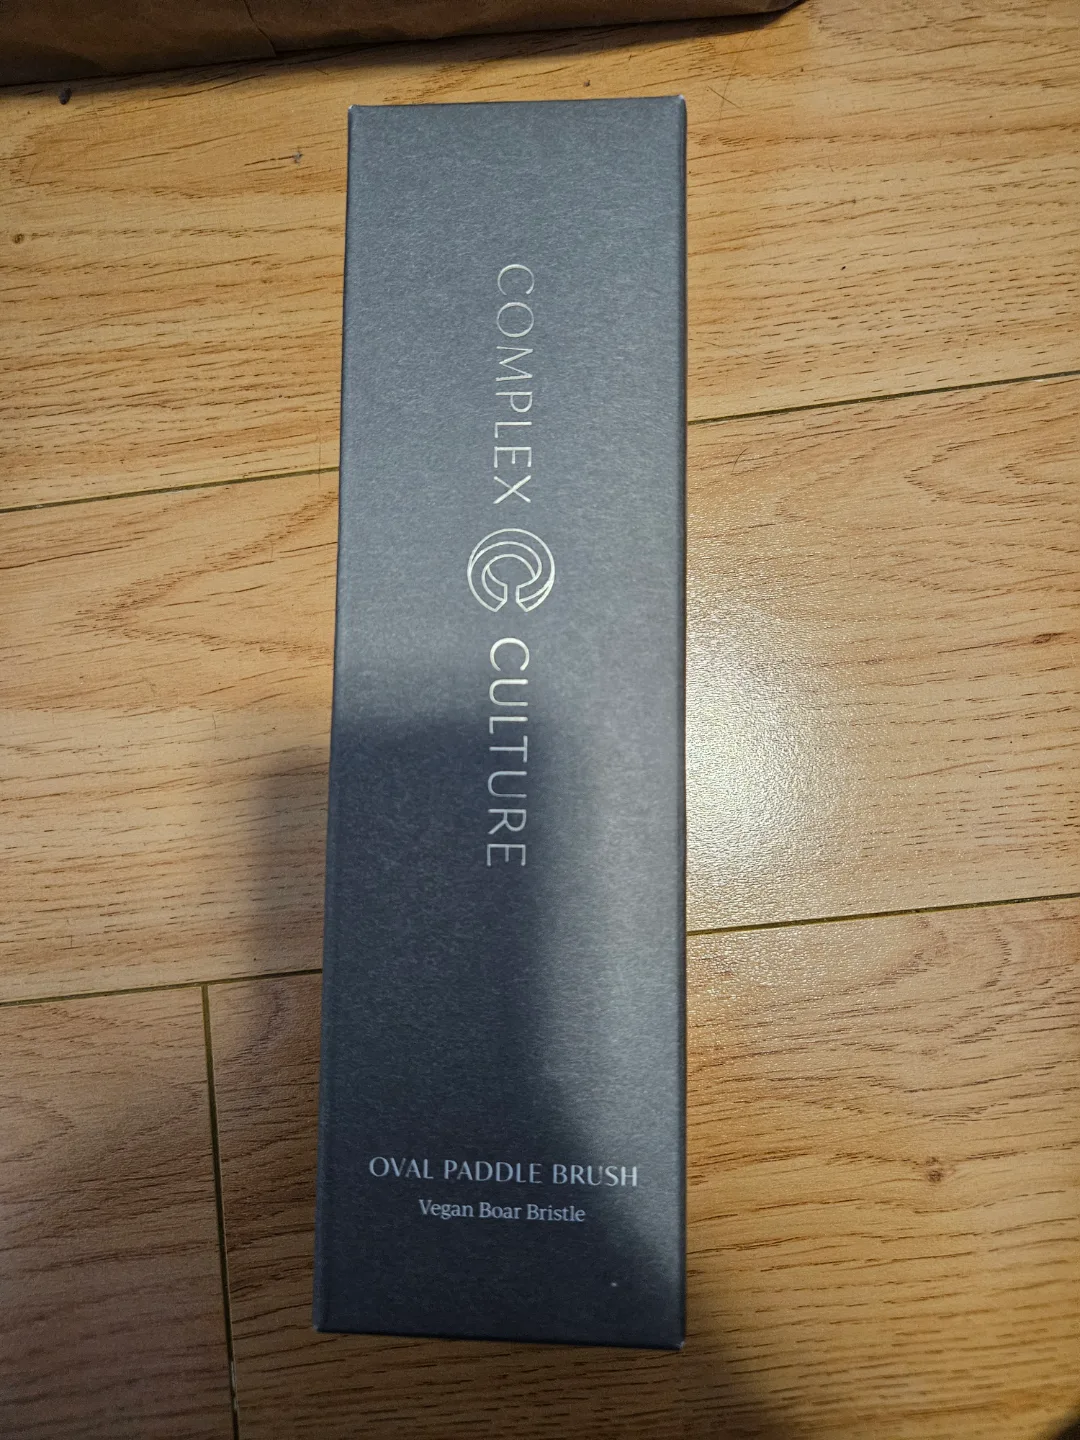 COMPLEX CULTURE
OVAL PADDLE BRUSH
Vegan Boar Bristle